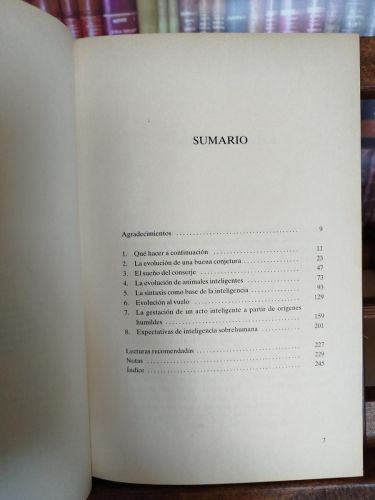 SUMARIO
Agradecimientos 9
1. Qué hacer a continuación 11
2. La evolución de una buena conjetura 23
3. El sueño del conserje 47
4. La evolución de animales inteligentes 73
5. La sintaxis como base de la inteligencia 93
6. Evolución al vuelo 129
7. La gestación de un acto inteligente a partir de orígenes
humildes 159
8. Expectativas de inteligencia sobrehumana 201
Lecturas recomendadas 227
Notas 229
Índice 245
7